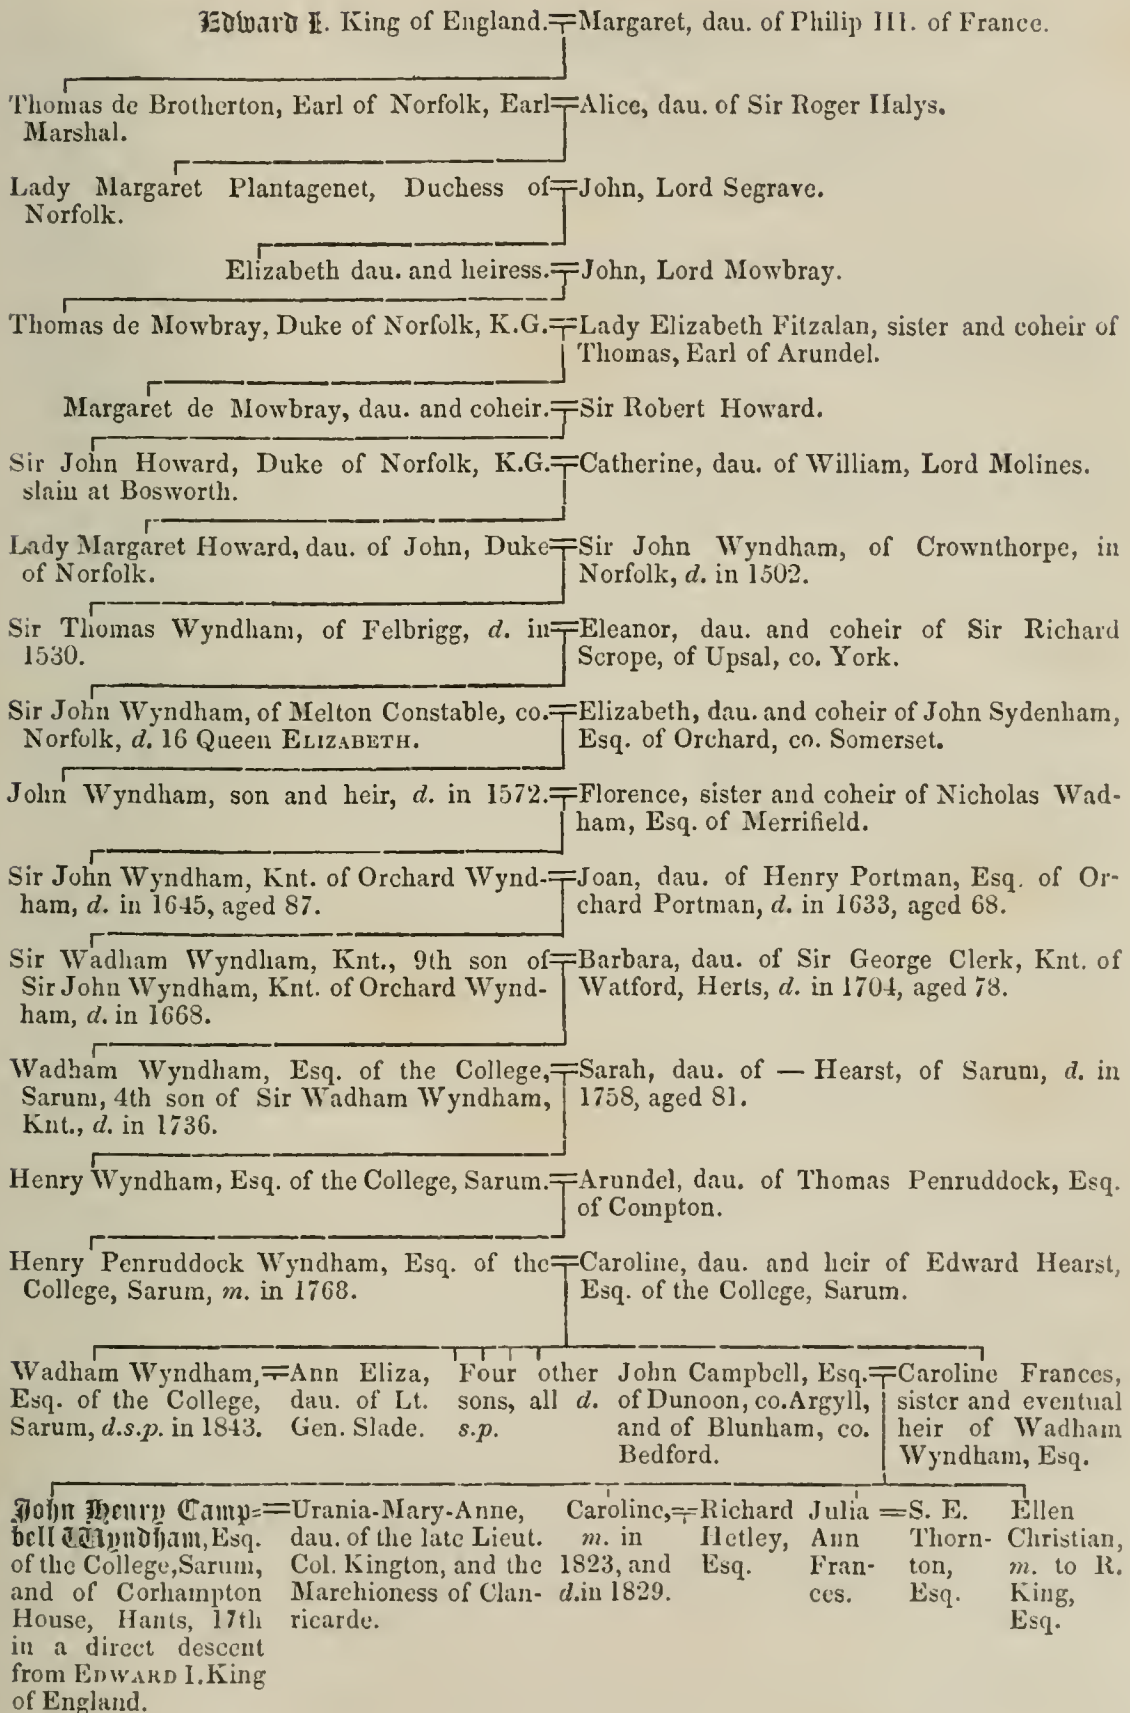 Edward I. King of England.=Margaret, dau. of Philip III. of France.
Thomas de Brotherton, Earl of Norfolk, Earl=Alice, dau. of Sir Roger Halys.
Marshal.
Lady Margaret Plantagenet, Duchess of=John, Lord Segrave.
Norfolk.
Elizabeth dau. and heiress.=John, Lord Mowbray.
Thomas de Mowbray, Duke of Norfolk, K.G.=Lady Elizabeth Fitzalan, sister and coheir of
Thomas, Earl of Arundel.
Margaret de Mowbray, dau. and coheir.=Sir Robert Howard.
Sir John Howard, Duke of Norfolk, K.G.=Catherine, dau. of William, Lord Molines.
slain at Bosworth.
Lady Margaret Howard, dau. of John, Duke=Sir John Wyndham, of Crownthorpe, in
of Norfolk.
Norfolk, d. in 1502.
Sir Thomas Wyndham, of Felbrigg, d. in=Eleanor, dau. and coheir of Sir Richard
1530.
Scrope, of Upsal, co. York.
Sir John Wyndham, of Melton Constable, co.=Elizabeth, dau. and coheir of John Sydenham,
Norfolk, d. 16 Queen ELIZABETH.
Esq. of Orchard, co. Somerset.
John Wyndham, son and heir, d. in 1572.=Florence, sister and coheir of Nicholas Wad-
ham, Esq. of Merrifield.
Sir John Wyndham, Knt. of Orchard Wynd-=Joan, dau. of Henry Portman, Esq. of Or-
ham, d. in 1645, aged 87.
chard Portman, d. in 1633, aged 68.
Sir Wadham Wyndham, Knt., 9th son of=Barbara, dau. of Sir George Clerk, Knt. of
Sir John Wyndham, Knt. of Orchard Wynd-
Watford, Herts, d. in 1704, aged 78.
ham, d. in 1668.
Wadham Wyndham, Esq. of the College,=Sarah, dau. of — Hearst, of Sarum, d. in
Sarum, 4th son of Sir Wadham Wyndham,
1758, aged 81.
Knt., d. in 1736.
Henry Wyndham, Esq. of the College, Sarum.=Arundel, dau. of Thomas Penruddock, Esq.
of Compton.
Henry Penruddock Wyndham, Esq. of the=Caroline, dau. and heir of Edward Hearst,
College, Sarum, m. in 1768.
Esq. of the College, Sarum.
Wadham Wyndham,=Ann Eliza,
Esq. of the College,
dau. of Lt.
Sarum, d.s.p. in 1843.
Gen. Slade.
Four other
sons, all d.
s.p.
John Campbell, Esq.=Caroline Frances,
of Dunoon, co. Argyll,
sister and eventual
and of Blunham, co.
heir of Wadham
Bedford.
Wyndham, Esq.
John Henry Camp-=Urania-Mary-Anne,
bell Wyndham, Esq.
dau. of the late Lieut.
of the College, Sarum,
Col. Kington, and the
and of Corhampton
Marchioness of Clan-
House, Hants, 17th
ricarde.
in a direct descent
from EDWARD I. King
of England.
Caroline,=Richard
m. in
Hetley,
1823, and
Esq.
d. in 1829.
Julia =S. E.
Ann
Thorn-
Fran-
ton,
ces.
Esq.
Ellen
Christian,
m. to R.
King,
Esq.